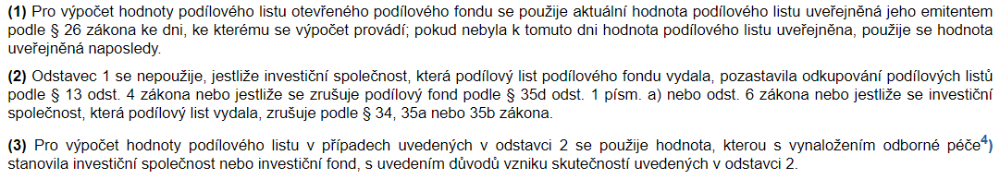 (1) Pro výpočet hodnoty podílového listu otevřeného podílového fondu se použije aktuální hodnota podílového listu uveřejněná jeho emitentem
podle § 26 zákona ke dni, ke kterému se výpočet provádí; pokud nebyla k tomuto dni hodnota podílového listu uveřejněna, použije se hodnota
uveřejněná naposledy.
(2) Odstavec 1 se nepoužije, jestliže investiční společnost, která podílový list podílového fondu vydala, pozastavila odkupování podílových listů
podle § 13 odst. 4 zákona nebo jestliže se zrušuje podílový fond podle § 35d odst. 1 písm. a) nebo odst. 6 zákona nebo jestliže se investiční
společnost, která podílový list vydala, zrušuje podle § 34, 35a nebo 35b zákona.
(3) Pro výpočet hodnoty podílového listu v případech uvedených v odstavci 2 se použije hodnota, kterou s vynaložením odborné péče4)
stanovila investiční společnost nebo investiční fond, s uvedením důvodů vzniku skutečností uvedených v odstavci 2.